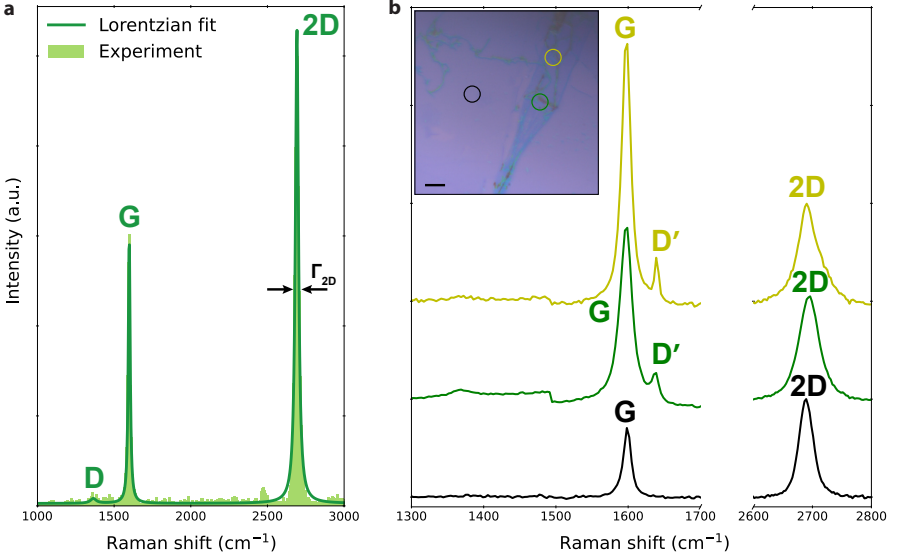 a
Lorentzian fit
Experiment
2D
G
Γ2D
D
Intensity (a.u.)
1000 1500 2000 2500 3000
Raman shift (cm−1)
b
G
D′
2D
G
D′
2D
G
2D
1300 1400 1500 1600 1700 2600 2700 2800
Raman shift (cm−1)